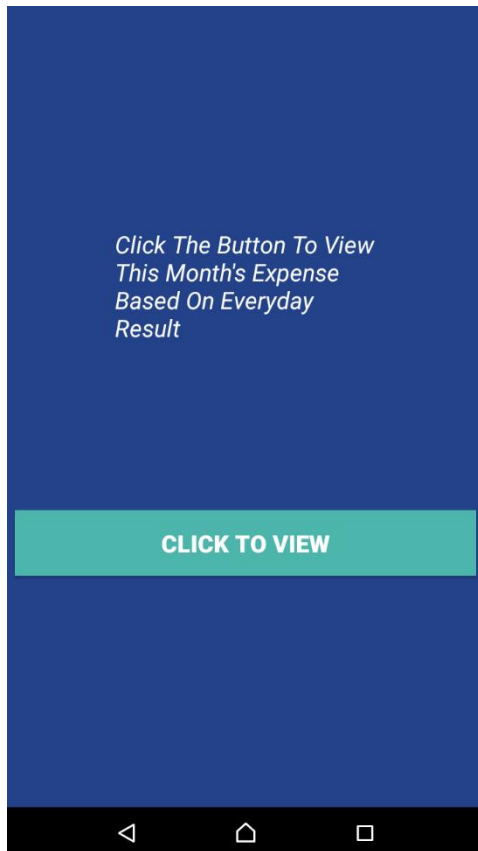 Click The Button To View
This Month's Expense
Based On Everyday
Result
CLICK TO VIEW